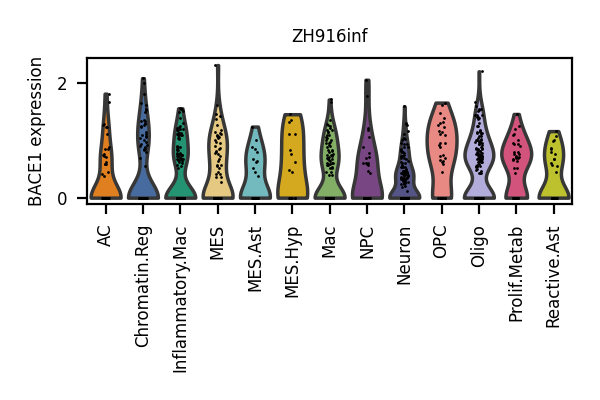 ZH916inf
BACE1 expression
2
0
AC
Chromatin.Reg
Inflammatory.Mac
MES
MES.Ast
MES.Hyp
Mac
NPC
Neuron
OPC
Oligo
Prolif.Metab
Reactive.Ast